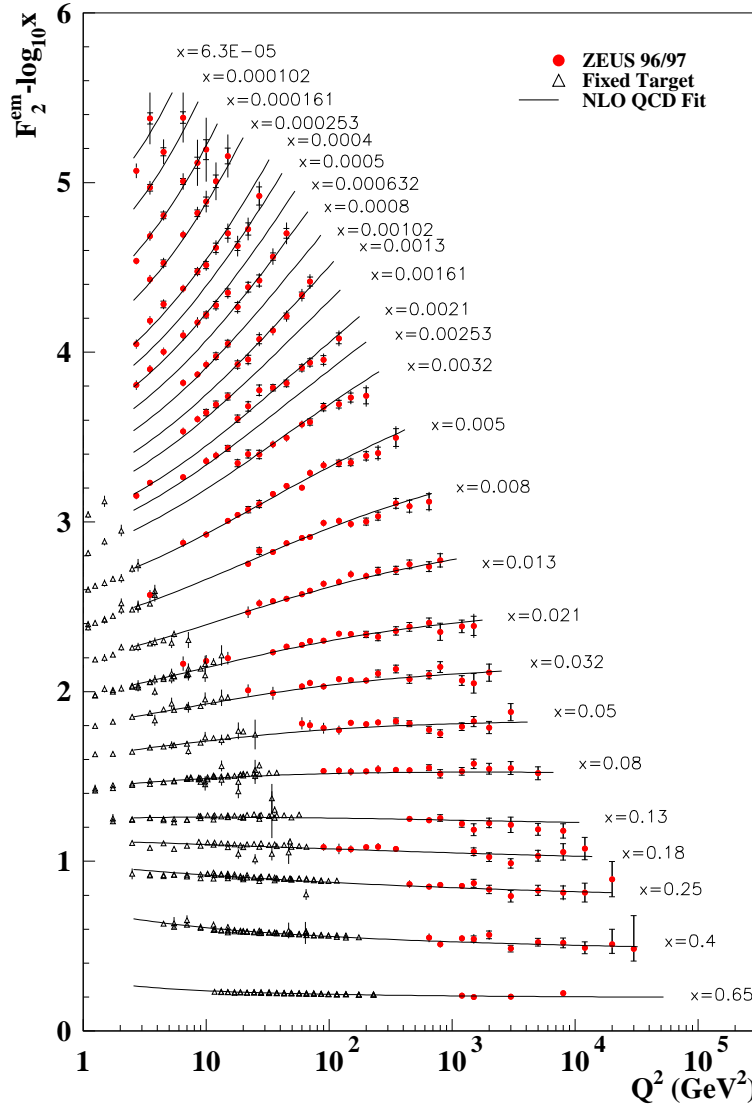 F₂ᵉᵐ-log₁₀x
6
5
4
3
2
1
0
x=6.3E-05
x=0.000102
x=0.000161
x=0.000253
x=0.0004
x=0.0005
x=0.000632
x=0.0008
x=0.00102
x=0.0013
x=0.00161
x=0.0021
x=0.00253
x=0.0032
x=0.005
x=0.008
x=0.013
x=0.021
x=0.032
x=0.05
x=0.08
x=0.13
x=0.18
x=0.25
x=0.4
x=0.65
ZEUS 96/97
Fixed Target
NLO QCD Fit
1 10 10² 10³ 10⁴ 10⁵
Q² (GeV²)